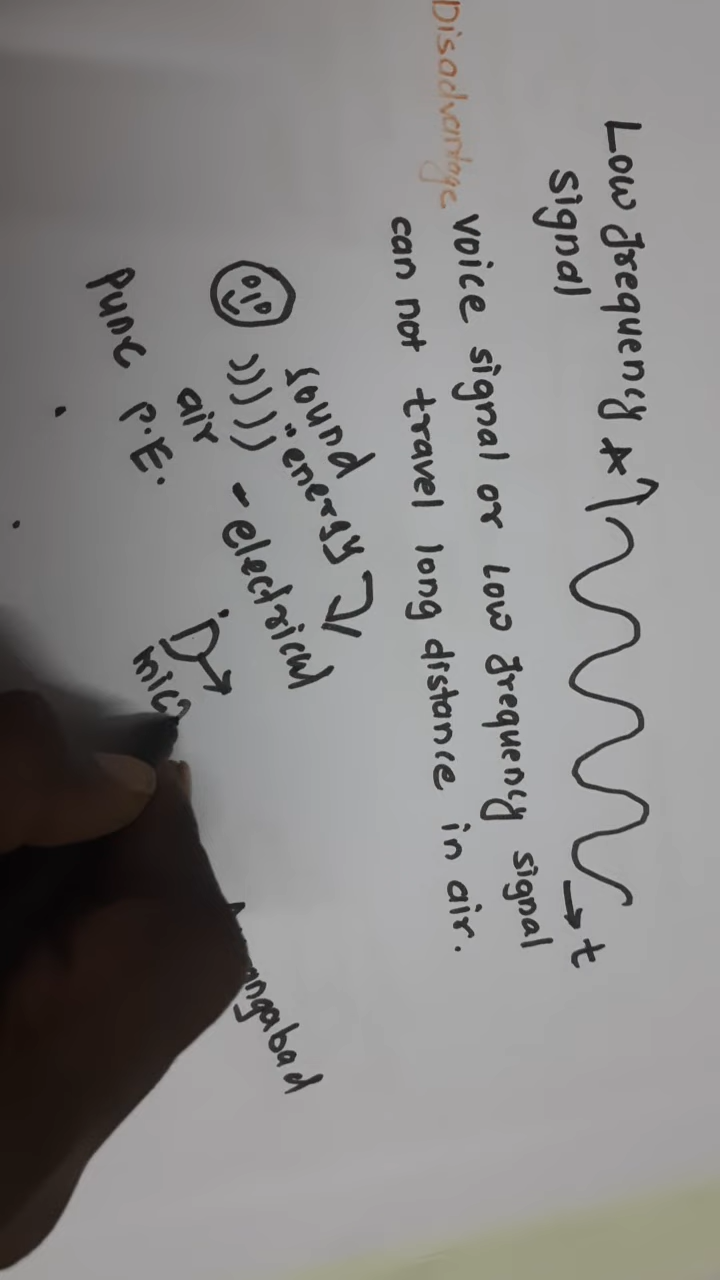 Low frequency
signal
A
→ t
Disadvantage
voice signal or Low frequency signal
can not travel long distance in air.
sound
"energy
- electrical
air
Pune P.E.
mic